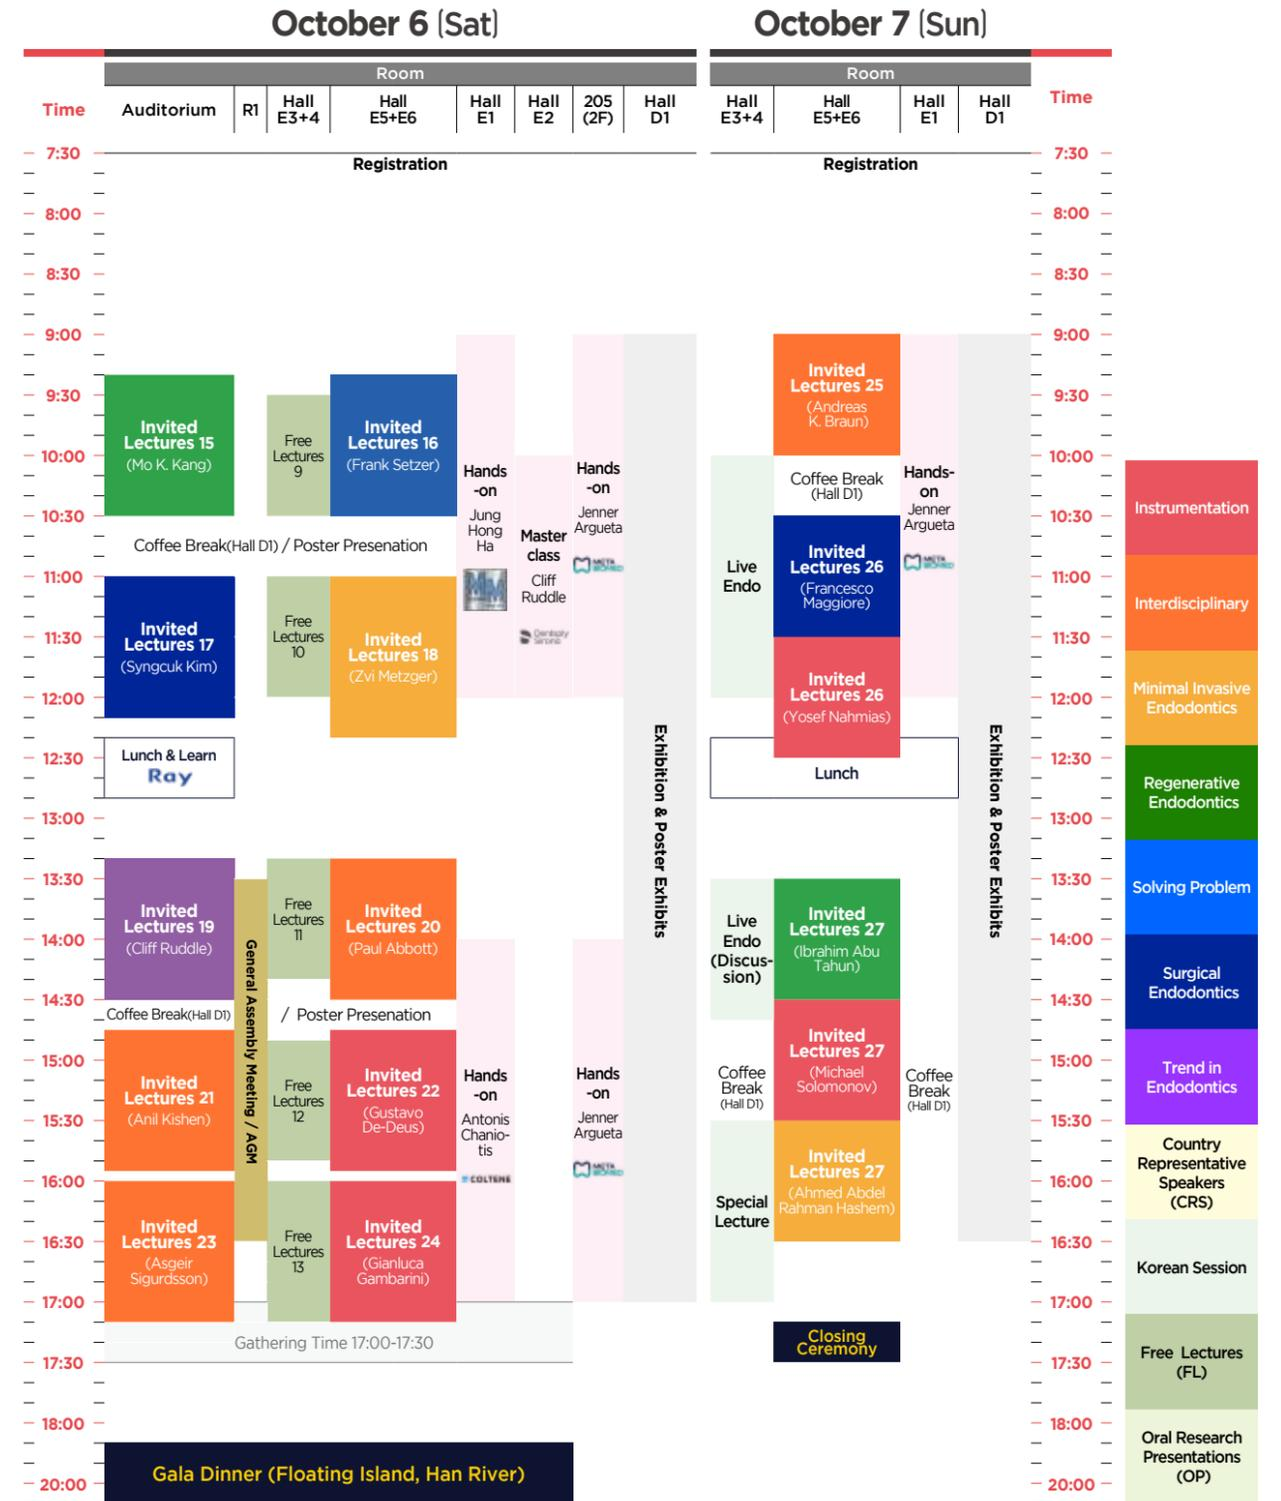 October 6 (Sat)
October 7 (Sun)
Room
Room
Time
Auditorium
R1
Hall
E3+4
Hall
E5+E6
Hall
E1
Hall
E2
205
(2F)
Hall
D1
Hall
E3+4
Hall
E5+E6
Hall
E1
Hall
D1
Time
7:30
8:00
8:30
9:00
9:30
10:00
10:30
11:00
11:30
12:00
12:30
13:00
13:30
14:00
14:30
15:00
15:30
16:00
16:30
17:00
17:30
18:00
20:00
Registration
Invited
Lectures 15
(Mo K. Kang)
Free
Lectures
9
Invited
Lectures 16
(Frank Setzer)
Coffee Break(Hall D1) / Poster Presenation
Invited
Lectures 17
(Syngcuk Kim)
Free
Lectures
10
Invited
Lectures 18
(Zvi Metzger)
Hands
-on
Jung
Hong
Ha
MM
Master
class
Cliff
Ruddle
Dentsply
Sirona
Hands
-on
Jenner
Argueta
META
BIOMED
Exhibition & Poster Exhibits
Lunch & Learn
Ray
Invited
Lectures 19
(Cliff Ruddle)
General Assembly Meeting / AGM
Free
Lectures
11
Invited
Lectures 20
(Paul Abbott)
Coffee Break(Hall D1)
/ Poster Presenation
Invited
Lectures 21
(Anil Kishen)
Free
Lectures
12
Invited
Lectures 22
(Gustavo
De-Deus)
Hands
-on
Antonis
Chanio-
tis
COLTENE
Hands
-on
Jenner
Argueta
META
BIOMED
Invited
Lectures 23
(Asgeir
Sigurdsson)
Free
Lectures
13
Invited
Lectures 24
(Gianluca
Gambarini)
Gathering Time 17:00-17:30
Gala Dinner (Floating Island, Han River)
Registration
Invited
Lectures 25
(Andreas
K. Braun)
Coffee Break
(Hall D1)
Live
Endo
Invited
Lectures 26
(Francesco
Maggiore)
Hands-
on
Jenner
Argueta
META
BIOMED
Invited
Lectures 26
(Yosef Nahmias)
Lunch
Exhibition & Poster Exhibits
Live
Endo
(Discus-
sion)
Invited
Lectures 27
(Ibrahim Abu
Tahun)
Invited
Lectures 27
(Michael
Solomonov)
Coffee
Break
(Hall D1)
Coffee
Break
(Hall D1)
Special
Lecture
Invited
Lectures 27
(Ahmed Abdel
Rahman Hashem)
Closing
Ceremony
7:30
8:00
8:30
9:00
9:30
10:00
10:30
11:00
11:30
12:00
12:30
13:00
13:30
14:00
14:30
15:00
15:30
16:00
16:30
17:00
17:30
18:00
20:00
Instrumentation
Interdisciplinary
Minimal Invasive
Endodontics
Regenerative
Endodontics
Solving Problem
Surgical
Endodontics
Trend in
Endodontics
Country
Representative
Speakers
(CRS)
Korean Session
Free Lectures
(FL)
Oral Research
Presentations
(OP)